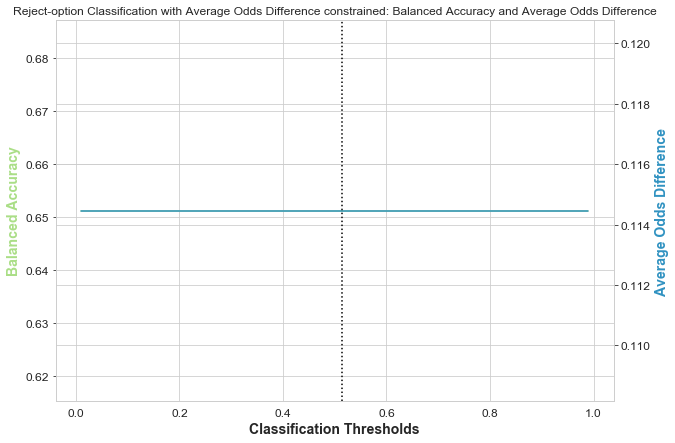 Reject-option Classification with Average Odds Difference constrained: Balanced Accuracy and Average Odds Difference
Balanced Accuracy
0.68
0.67
0.66
0.65
0.64
0.63
0.62
0.120
0.118
0.116
0.114
0.112
0.110
Average Odds Difference
0.0 0.2 0.4 0.6 0.8 1.0
Classification Thresholds